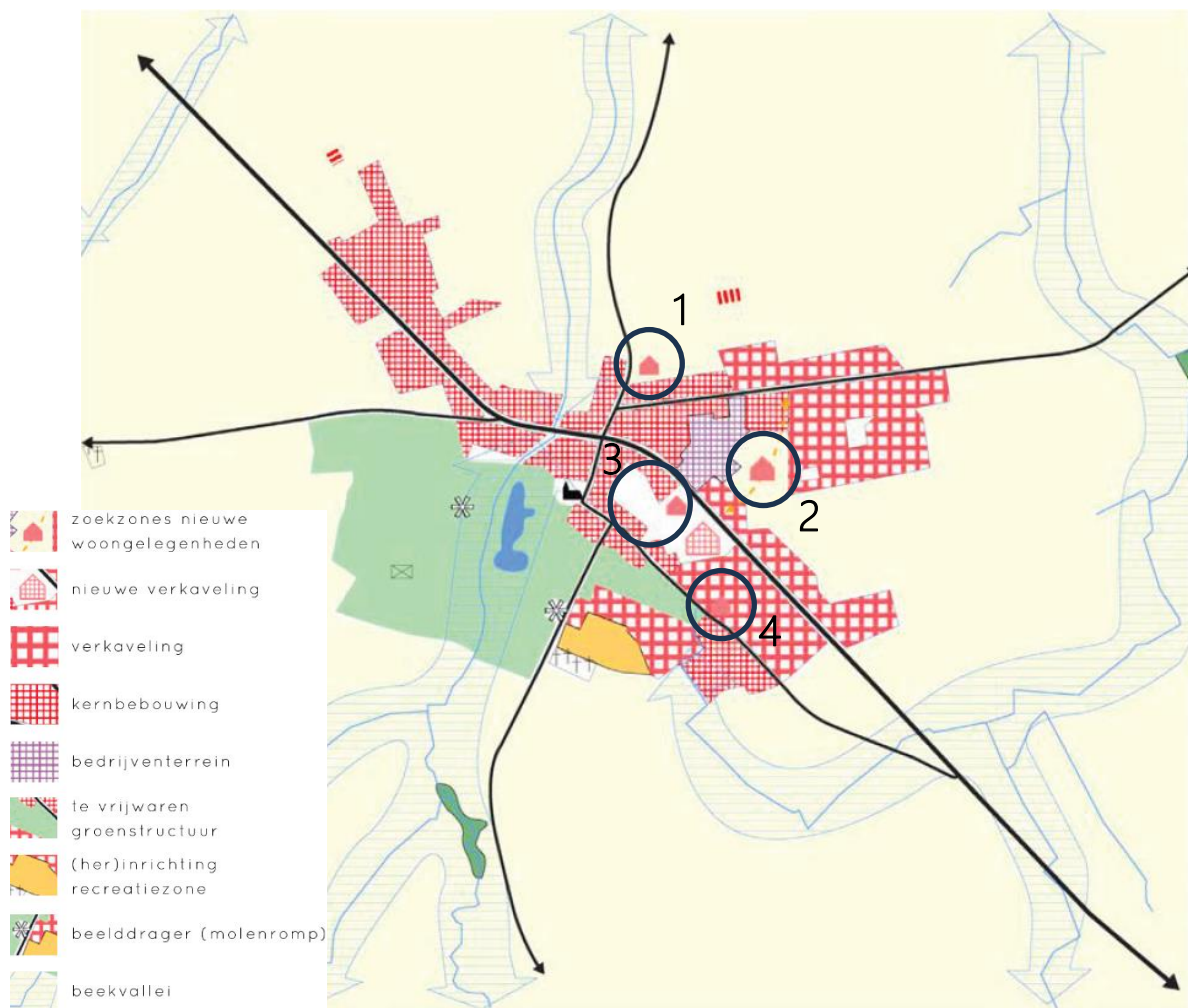 1
2
3
4
zoekzones nieuwe
woongelegenheden
nieuwe verkaveling
verkaveling
kernbebouwing
bedrijventerrein
te vrijwaren
groenstructuur
(her)inrichting
recreatiezone
beelddrager (molenromp)
beekvallei